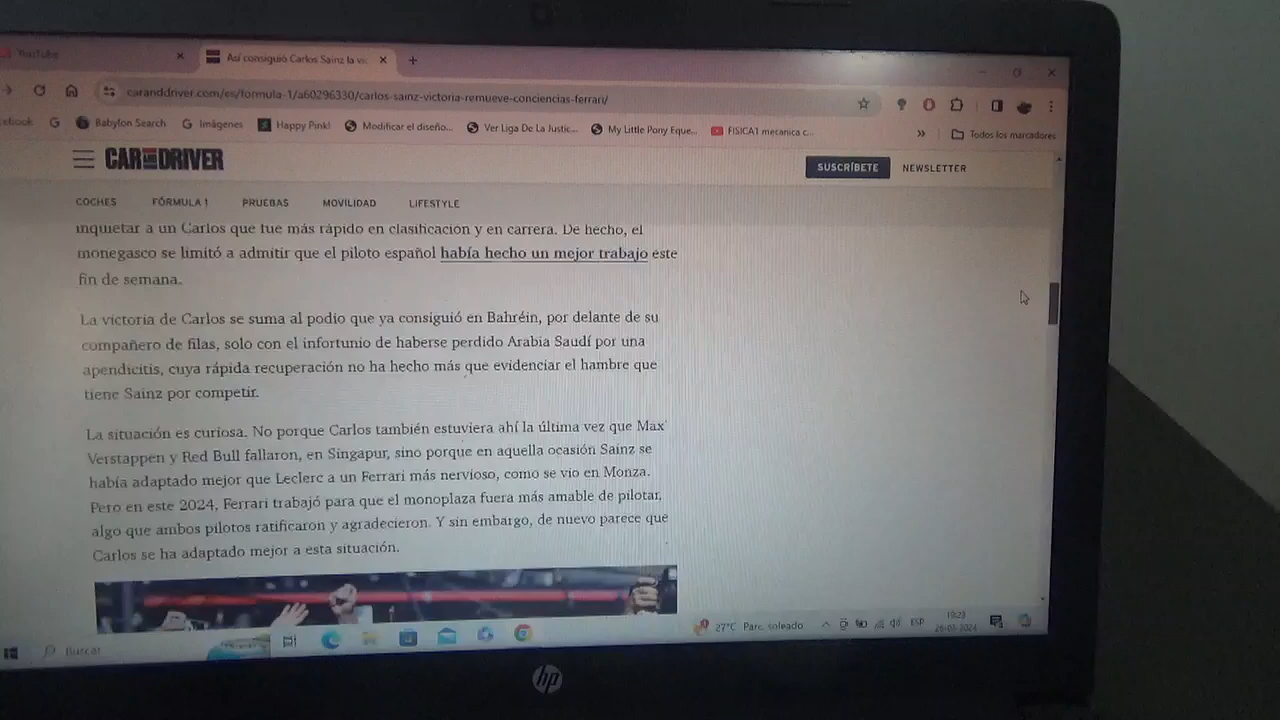 YouTube
Así consiguió Carlos Sainz la vic
caranddriver.com/es/formula-1/a60296330/carlos-sainz-victoria-remueve-conciencias-ferrari/
cebook
Babylon Search
Imágenes
Happy Pink!
Modificar el diseño...
Ver Liga De La Justic...
My Little Pony Eque...
FISICA1 mecanica c...
»
Todos los marcadores
CAR AND DRIVER
SUSCRÍBETE
NEWSLETTER
COCHES
FÓRMULA 1
PRUEBAS
MOVILIDAD
LIFESTYLE
inquietar a un Carlos que fue más rápido en clasificación y en carrera. De hecho, el
monegasco se limitó a admitir que el piloto español había hecho un mejor trabajo este
fin de semana.
La victoria de Carlos se suma al podio que ya consiguió en Bahréin, por delante de su
compañero de filas, solo con el infortunio de haberse perdido Arabia Saudí por una
apendicitis, cuya rápida recuperación no ha hecho más que evidenciar el hambre que
tiene Sainz por competir.
La situación es curiosa. No porque Carlos también estuviera ahí la última vez que Max
Verstappen y Red Bull fallaron, en Singapur, sino porque en aquella ocasión Sainz se
había adaptado mejor que Leclerc a un Ferrari más nervioso, como se vio en Monza.
Pero en este 2024, Ferrari trabajó para que el monoplaza fuera más amable de pilotar,
algo que ambos pilotos ratificaron y agradecieron. Y sin embargo, de nuevo parece que
Carlos se ha adaptado mejor a esta situación.
Buscar
27°C Parc. soleado
ESP
19:23
26-03-2024
hp